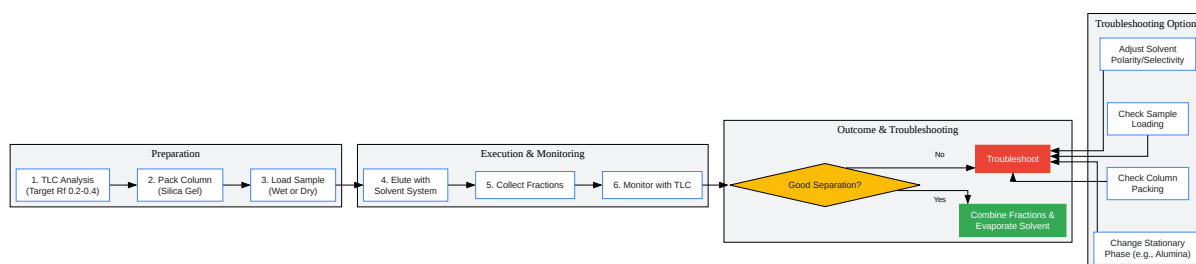 Preparation
1. TLC Analysis
(Target Rf 0.2-0.4)
2. Pack Column
(Silica Gel)
3. Load Sample
(Wet or Dry)
Execution & Monitoring
4. Elute with
Solvent System
5. Collect Fractions
6. Monitor with TLC
Outcome & Troubleshooting
Good Separation?
No
Yes
Troubleshoot
Combine Fractions &
Evaporate Solvent
Troubleshooting Option
Adjust Solvent
Polarity/Selectivity
Check Sample
Loading
Check Column
Packing
Change Stationary
Phase (e.g., Alumina)